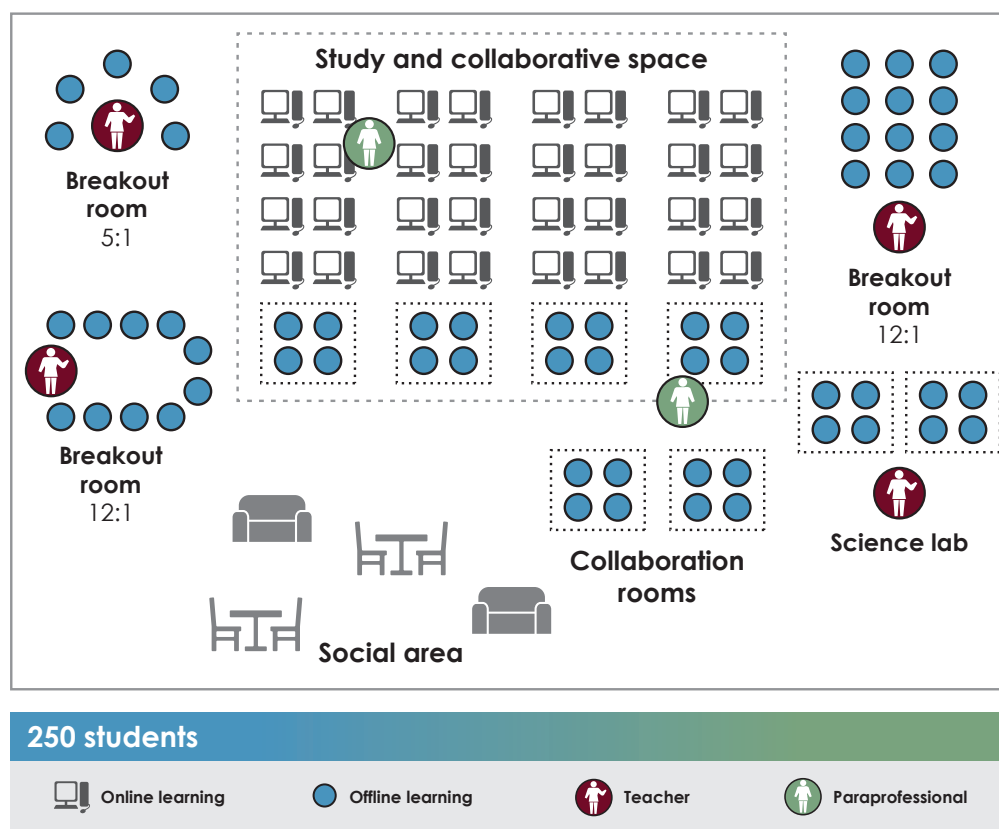 Study and collaborative space
Breakout
room
5:1
Breakout
room
12:1
Breakout
room
12:1
Science lab
Collaboration
rooms
Social area
250 students
Online learning
Offline learning
Teacher
Paraprofessional